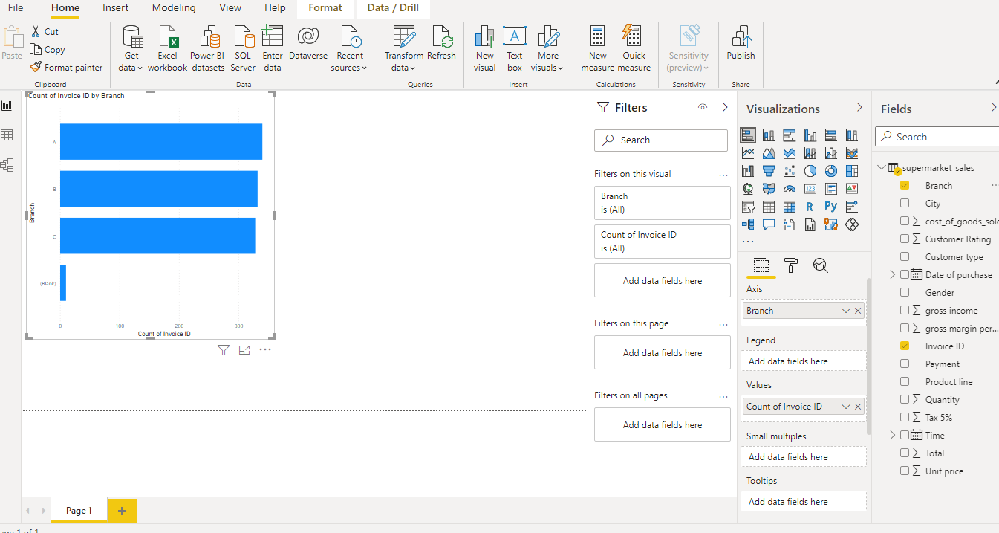 File Home Insert Modeling View Help Format Data / Drill
Paste
Cut
Copy
Format painter
Clipboard
Get data
Excel workbook
Power BI datasets
SQL Server
Enter data
Dataverse
Recent sources
Data
Transform data
Refresh
Queries
New visual
Text box
More visuals
Insert
New measure
Quick measure
Calculations
Sensitivity (preview)
Sensitivity
Publish
Share
Count of Invoice ID by Branch
Branch
A
B
C
(Blank)
0 100 200 300
Count of Invoice ID
Page 1
Filters
Search
Filters on this visual
Branch
is (All)
Count of Invoice ID
is (All)
Add data fields here
Filters on this page
Add data fields here
Filters on all pages
Add data fields here
Visualizations
123
R Py
Axis
Branch
Legend
Add data fields here
Values
Count of Invoice ID
Small multiples
Add data fields here
Tooltips
Add data fields here
Fields
Search
supermarket_sales
Branch
City
Σ cost_of_goods_sol
Σ Customer Rating
Customer type
Date of purchase
Gender
Σ gross income
Σ gross margin per...
Invoice ID
Payment
Product line
Σ Quantity
Σ Tax 5%
Time
Σ Total
Σ Unit price